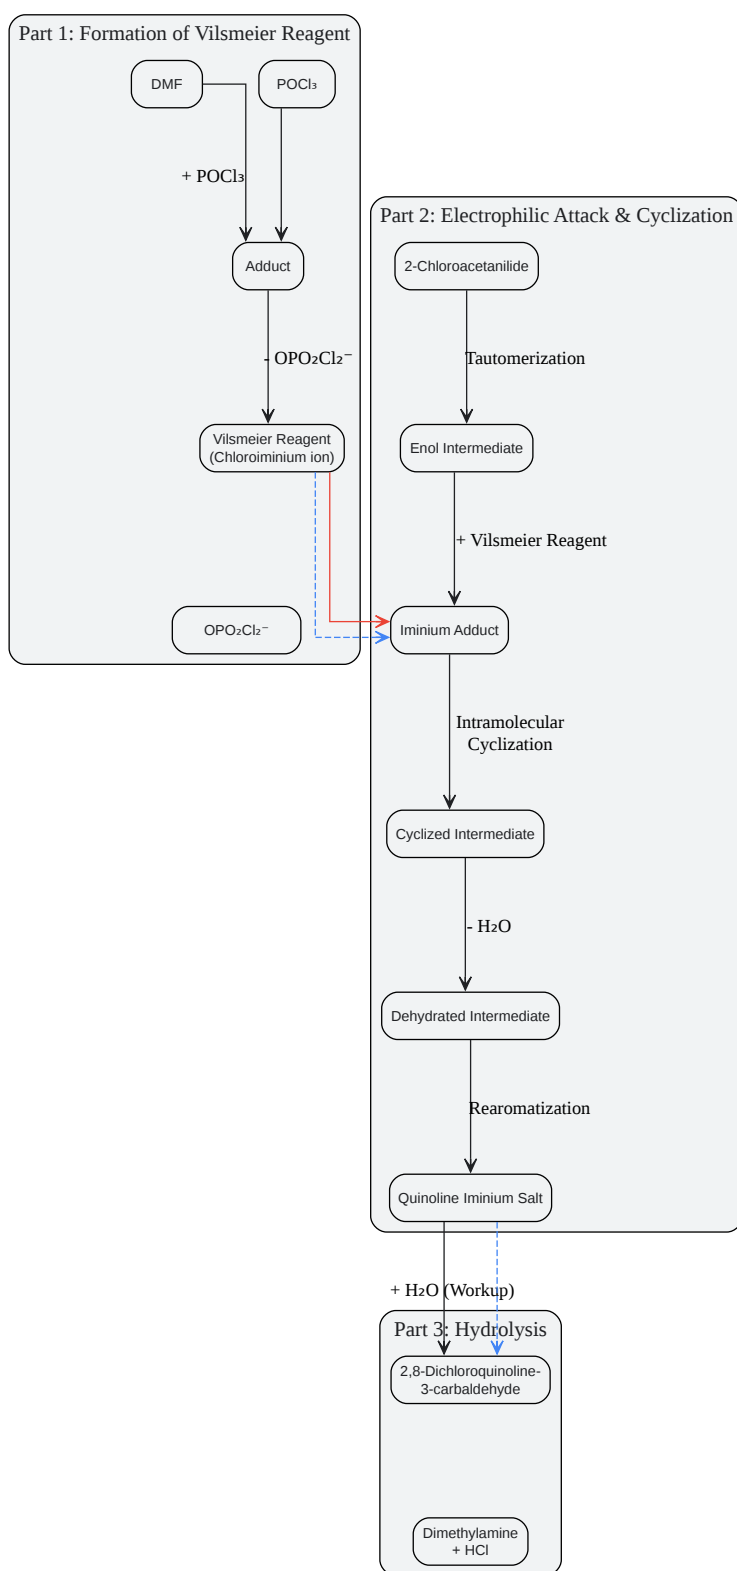 Part 1: Formation of Vilsmeier Reagent
DMF
POCl₃
+ POCl₃
Adduct
- OPO₂Cl₂⁻
Vilsmeier Reagent
(Chloroiminium ion)
OPO₂Cl₂⁻
Part 2: Electrophilic Attack & Cyclization
2-Chloroacetanilide
Tautomerization
Enol Intermediate
+ Vilsmeier Reagent
Iminium Adduct
Intramolecular
Cyclization
Cyclized Intermediate
- H₂O
Dehydrated Intermediate
Rearomatization
Quinoline Iminium Salt
+ H₂O (Workup)
Part 3: Hydrolysis
2,8-Dichloroquinoline-
3-carbaldehyde
Dimethylamine
+ HCl